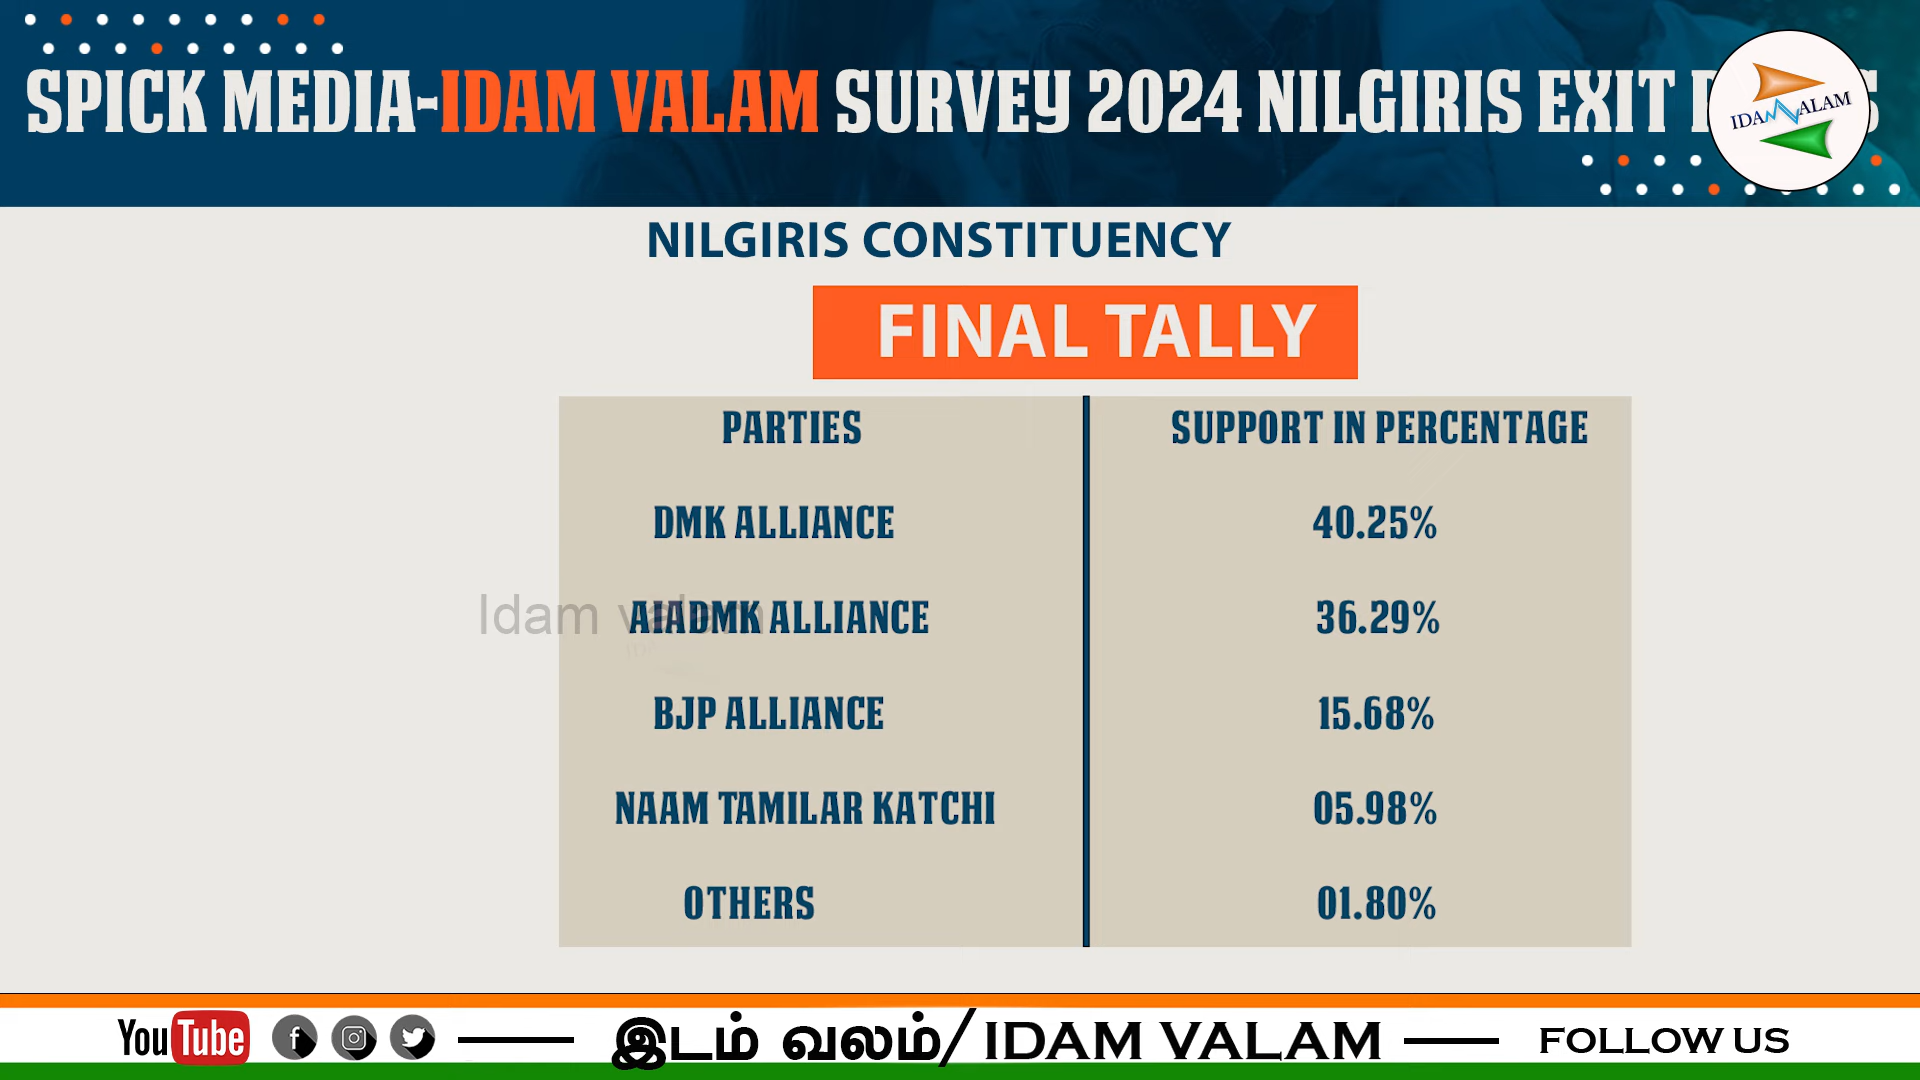 SPICK MEDIA-IDAM VALAM SURVEY 2024 NILGIRIS EXIT
IDAM VALAM
NILGIRIS CONSTITUENCY
FINAL TALLY
PARTIES SUPPORT IN PERCENTAGE
DMK ALLIANCE 40.25%
Idam valam
AIADMK ALLIANCE 36.29%
BJP ALLIANCE 15.68%
NAAM TAMILAR KATCHI 05.98%
OTHERS 01.80%
YouTube f இடம் வலம்/ IDAM VALAM FOLLOW US